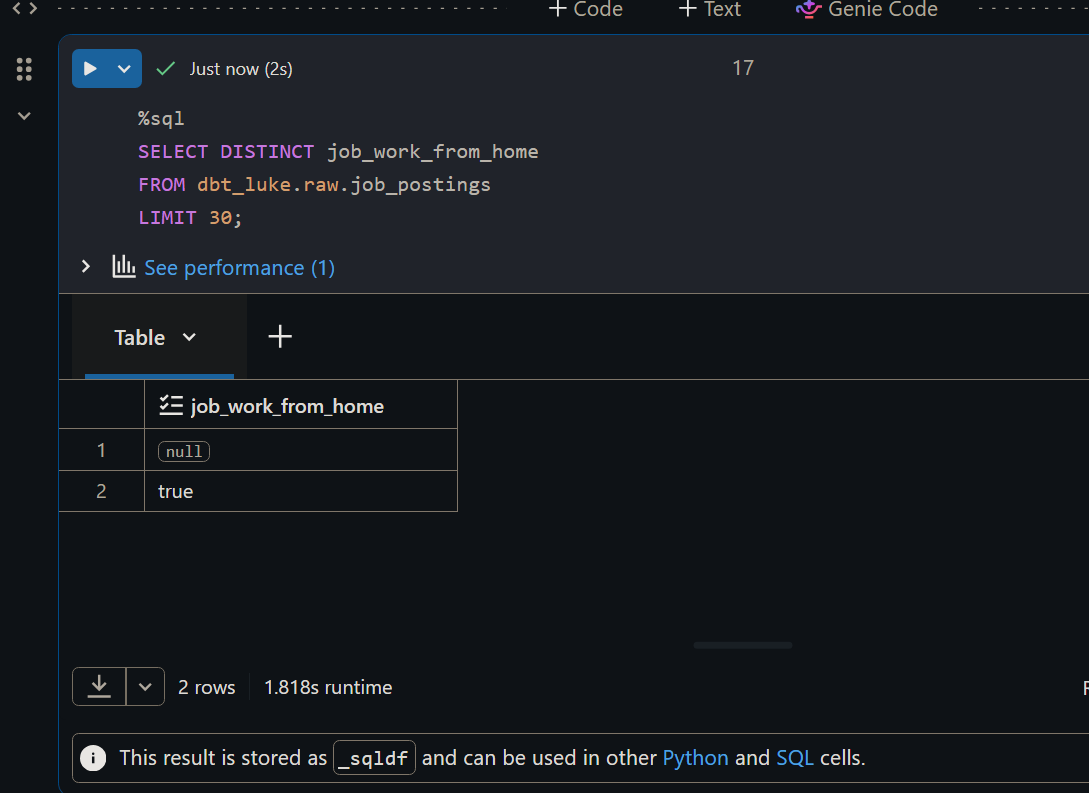 + Code + Text Genie Code
Just now (2s) 17
%sql
SELECT DISTINCT job_work_from_home
FROM dbt_luke.raw.job_postings
LIMIT 30;
See performance (1)
Table +
job_work_from_home
1 null
2 true
2 rows 1.818s runtime
This result is stored as _sqldf and can be used in other Python and SQL cells.